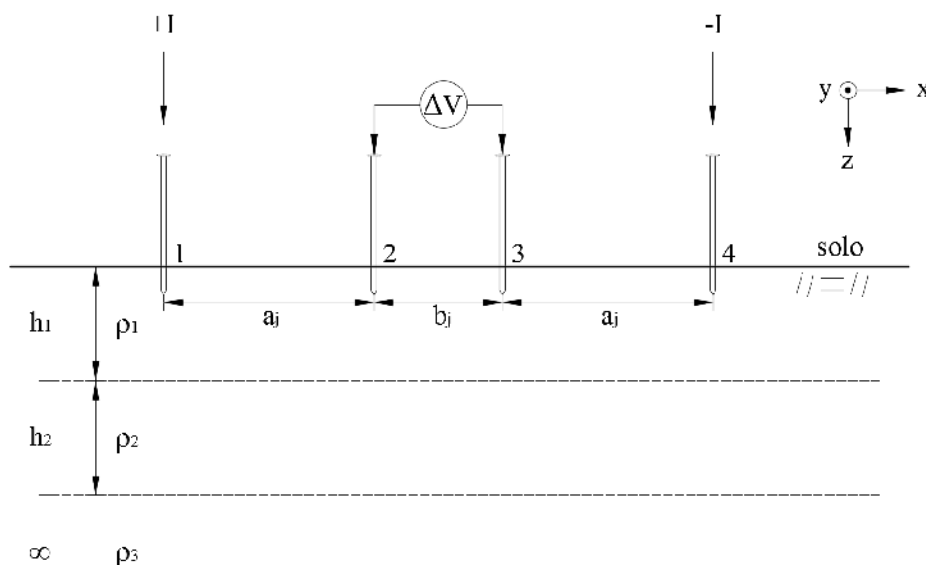 +I -I
ΔV
y x
z
1 2 3 4 solo
aj bj aj
h1 ρ1
h2 ρ2
∞ ρ3